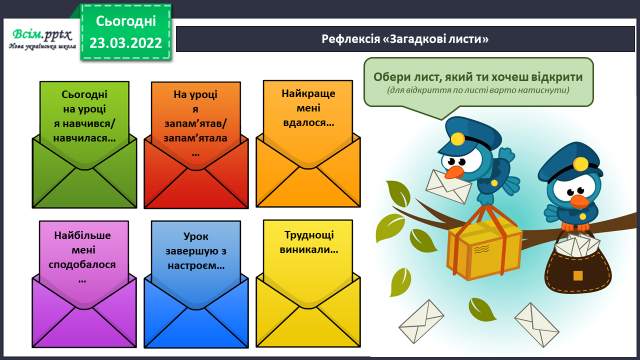 Всім.pptx
Нова українська школа
Сьогодні
23.03.2022
Рефлексія «Загадкові листи»
Обери лист, який ти хочеш відкрити
(для відкриття по листі варто натиснути)
Сьогодні
на уроці
я навчився/
навчилася...
На уроці
я
запам’ятав/
запам’ятала
...
Найкраще
мені
вдалося...
Найбільше
мені
сподобалося
...
Урок
завершую з
настроєм...
Труднощі
виникали...